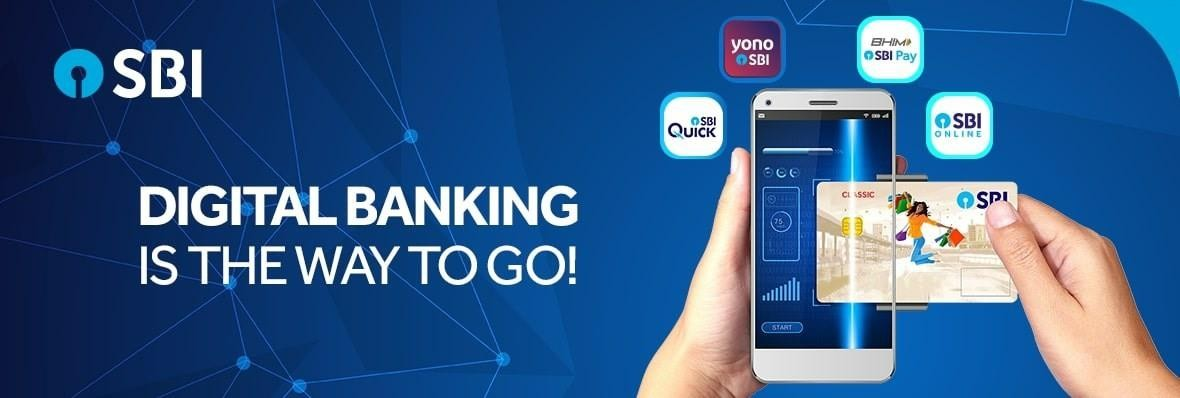 SBI
DIGITAL BANKING
IS THE WAY TO GO!
yono
SBI
BHIM
SBI Pay
SBI
QUICK
SBI
ONLINE
CLASSIC
SBI
75
START